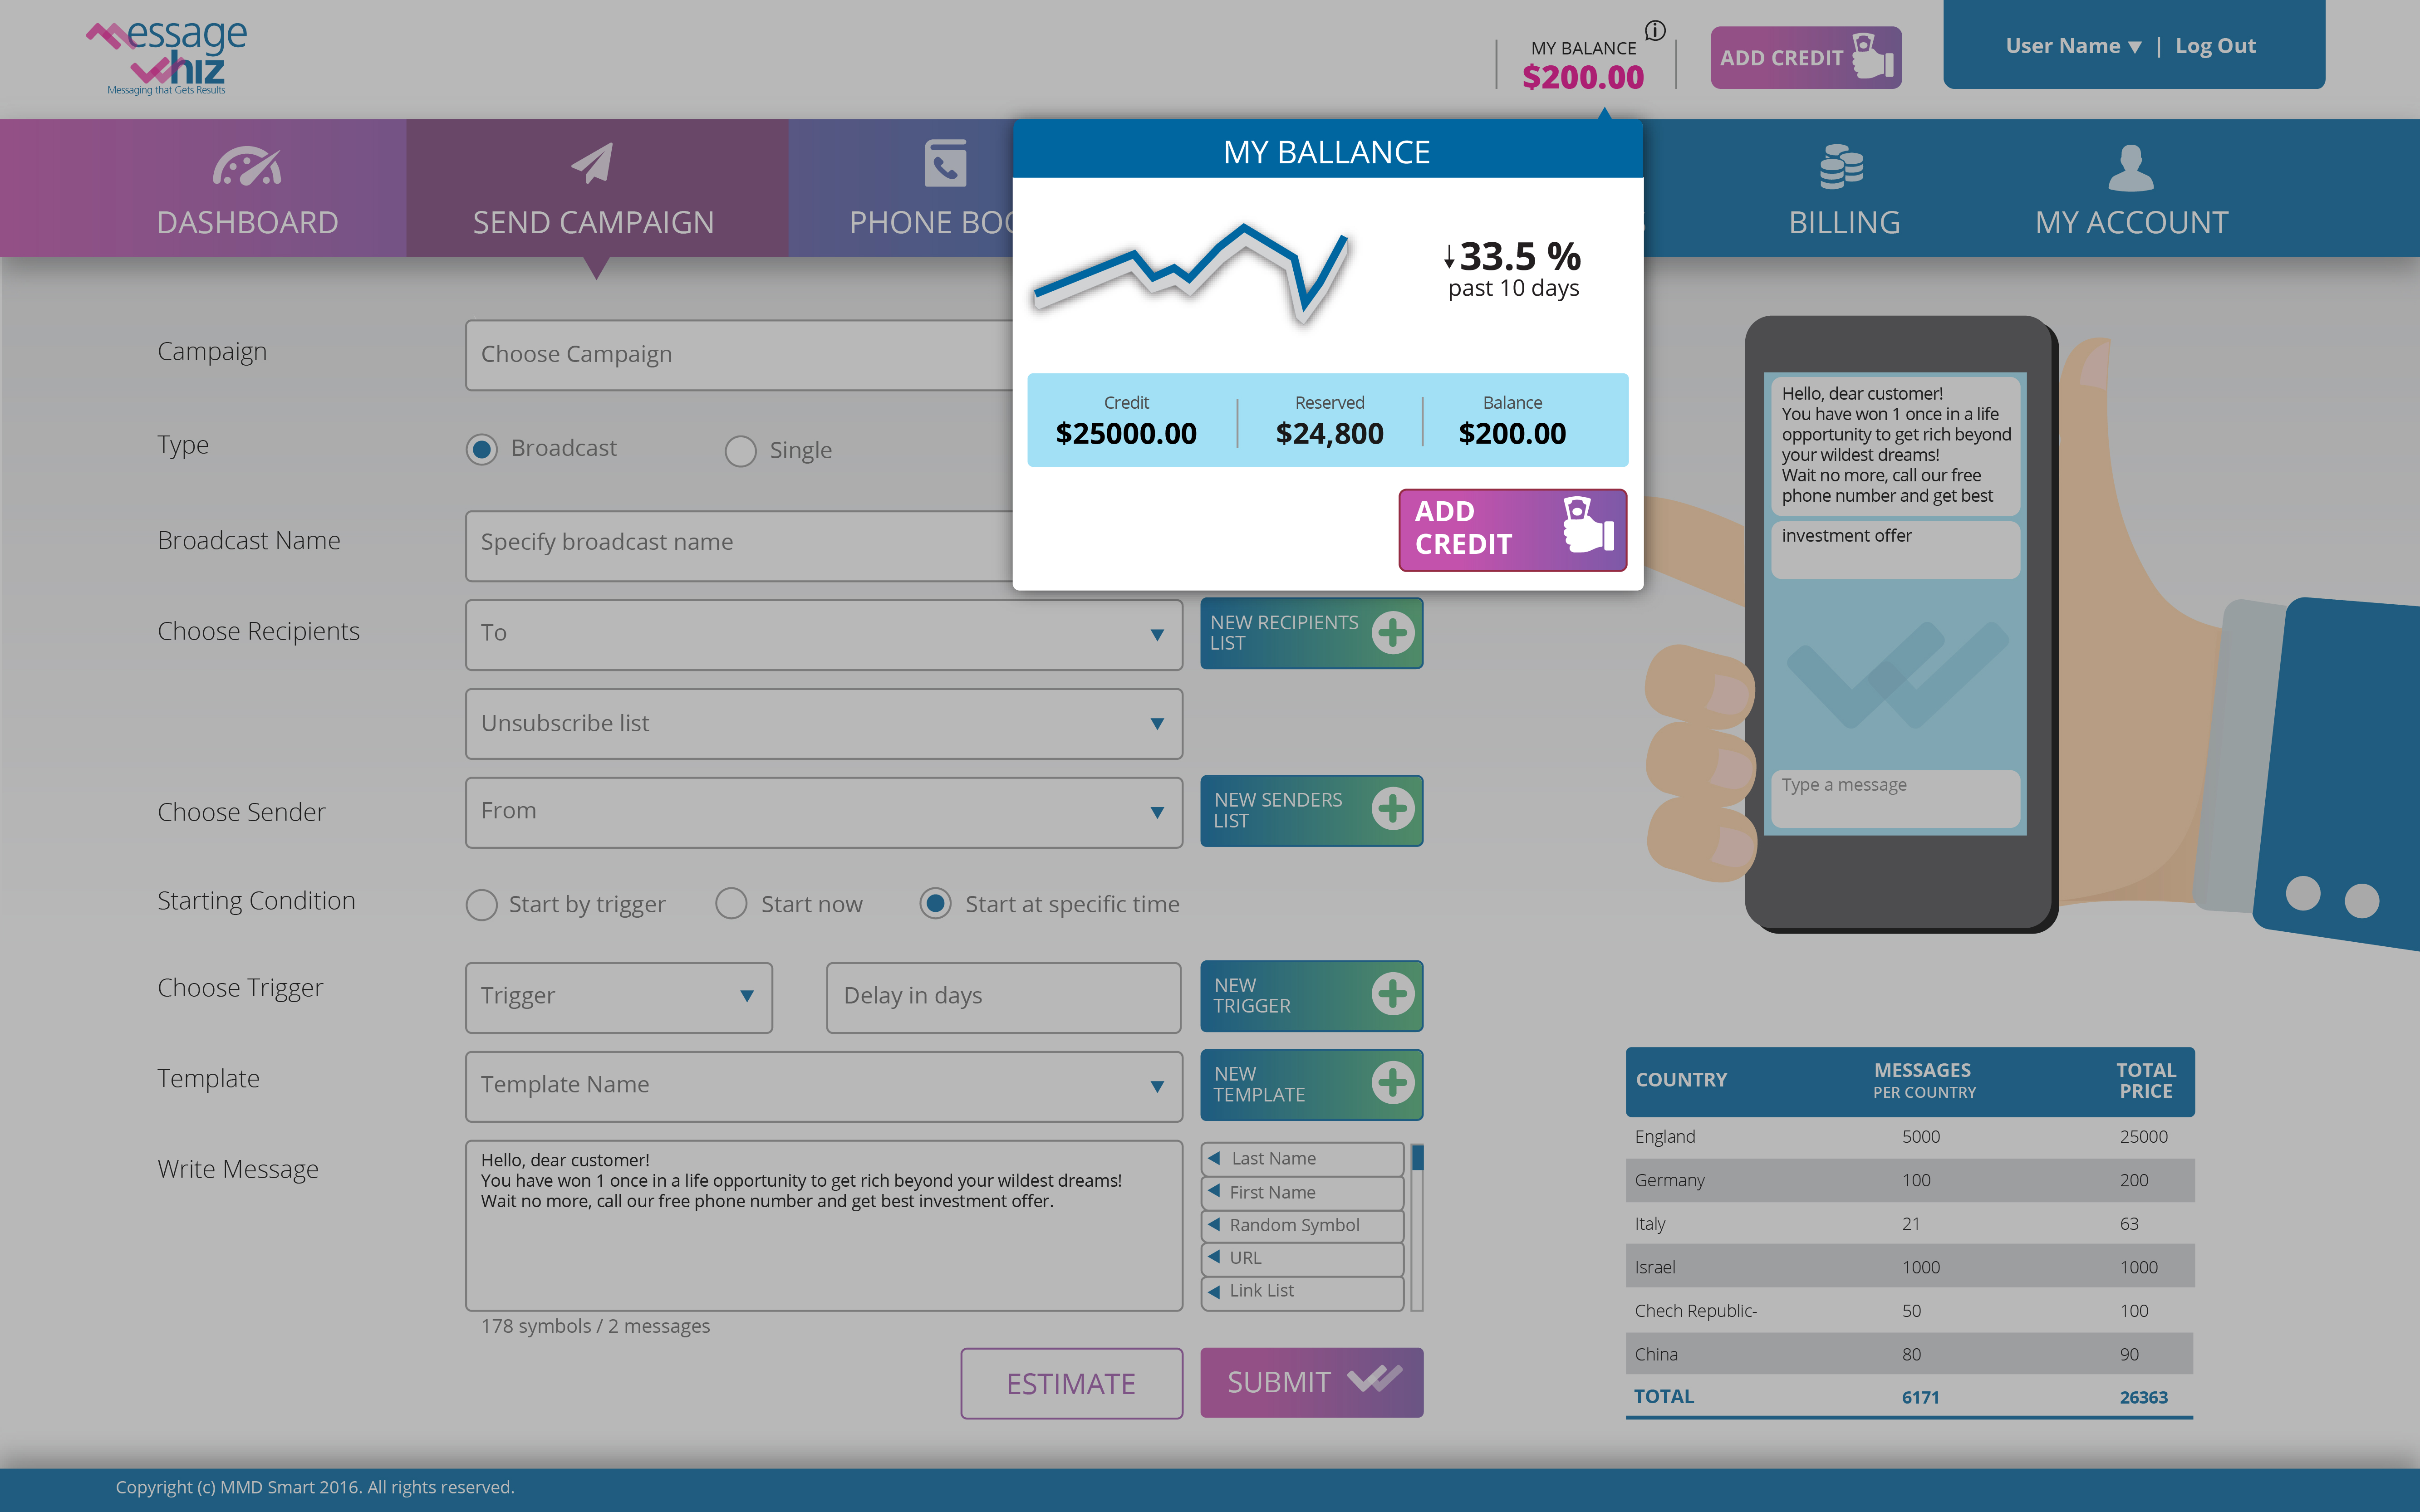 Message
Whiz
Messaging that Gets Results
MY BALANCE
$200.00
ADD CREDIT
User Name | Log Out
DASHBOARD
SEND CAMPAIGN
PHONE BOO
BILLING
MY ACCOUNT
MY BALLANCE
33.5 %
past 10 days
Credit
$25000.00
Reserved
$24,800
Balance
$200.00
ADD
CREDIT
Campaign
Choose Campaign
Type
Broadcast
Single
Broadcast Name
Specify broadcast name
Choose Recipients
To
NEW RECIPIENTS
LIST
Unsubscribe list
Choose Sender
From
NEW SENDERS
LIST
Starting Condition
Start by trigger
Start now
Start at specific time
Choose Trigger
Trigger
Delay in days
NEW
TRIGGER
Template
Template Name
NEW
TEMPLATE
Write Message
Hello, dear customer!
You have won 1 once in a life opportunity to get rich beyond your wildest dreams!
Wait no more, call our free phone number and get best investment offer.
Last Name
First Name
Random Symbol
URL
Link List
178 symbols / 2 messages
ESTIMATE
SUBMIT
Hello, dear customer!
You have won 1 once in a life
opportunity to get rich beyond
your wildest dreams!
Wait no more, call our free
phone number and get best
investment offer
Type a message
COUNTRY
MESSAGES
PER COUNTRY
TOTAL
PRICE
England 5000 25000
Germany 100 200
Italy 21 63
Israel 1000 1000
Chech Republic- 50 100
China 80 90
TOTAL 6171 26363
Copyright (c) MMD Smart 2016. All rights reserved.